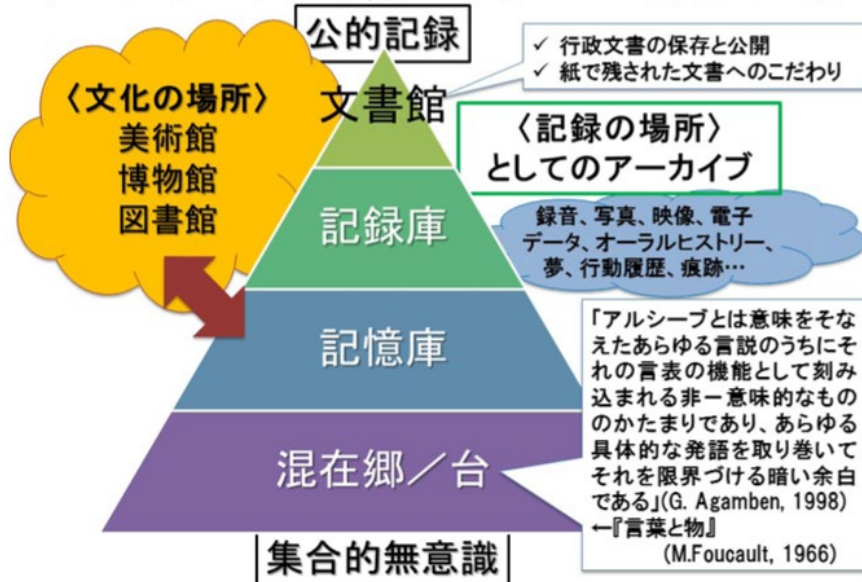 公的記録
文書館
✓ 行政文書の保存と公開
✓ 紙で残された文書へのこだわり
〈文化の場所〉
美術館
博物館
図書館
〈記録の場所〉
としてのアーカイブ
記録庫
録音、写真、映像、電子
データ、オーラルヒストリー、
夢、行動履歴、痕跡…
記憶庫
混在郷／台
「アルシーブとは意味をそな
えたあらゆる言説のうちにそ
れの言表の機能として刻み
込まれる非ー意味的なもの
のかたまりであり、あらゆる
具体的な発語を取り巻いて
それを限界づける暗い余白
である」(G. Agamben, 1998)
←『言葉と物』
(M.Foucault, 1966)
集合的無意識